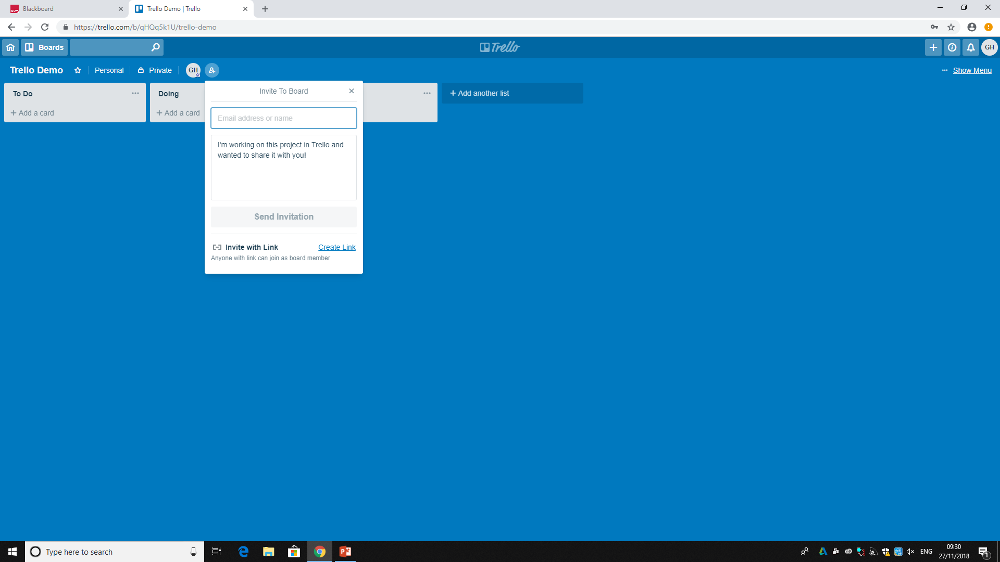 Blackboard
Trello Demo | Trello
https://trello.com/b/qHQq5k1U/trello-demo
Boards
Trello
GH
Trello Demo
Personal
Private
GH
... Show Menu
To Do
Doing
+ Add another list
+ Add a card
+ Add a card
Invite To Board
Email address or name
I'm working on this project in Trello and
wanted to share it with you!
Send Invitation
Invite with Link
Create Link
Anyone with link can join as board member
Type here to search
ENG
09:30
27/11/2018
1